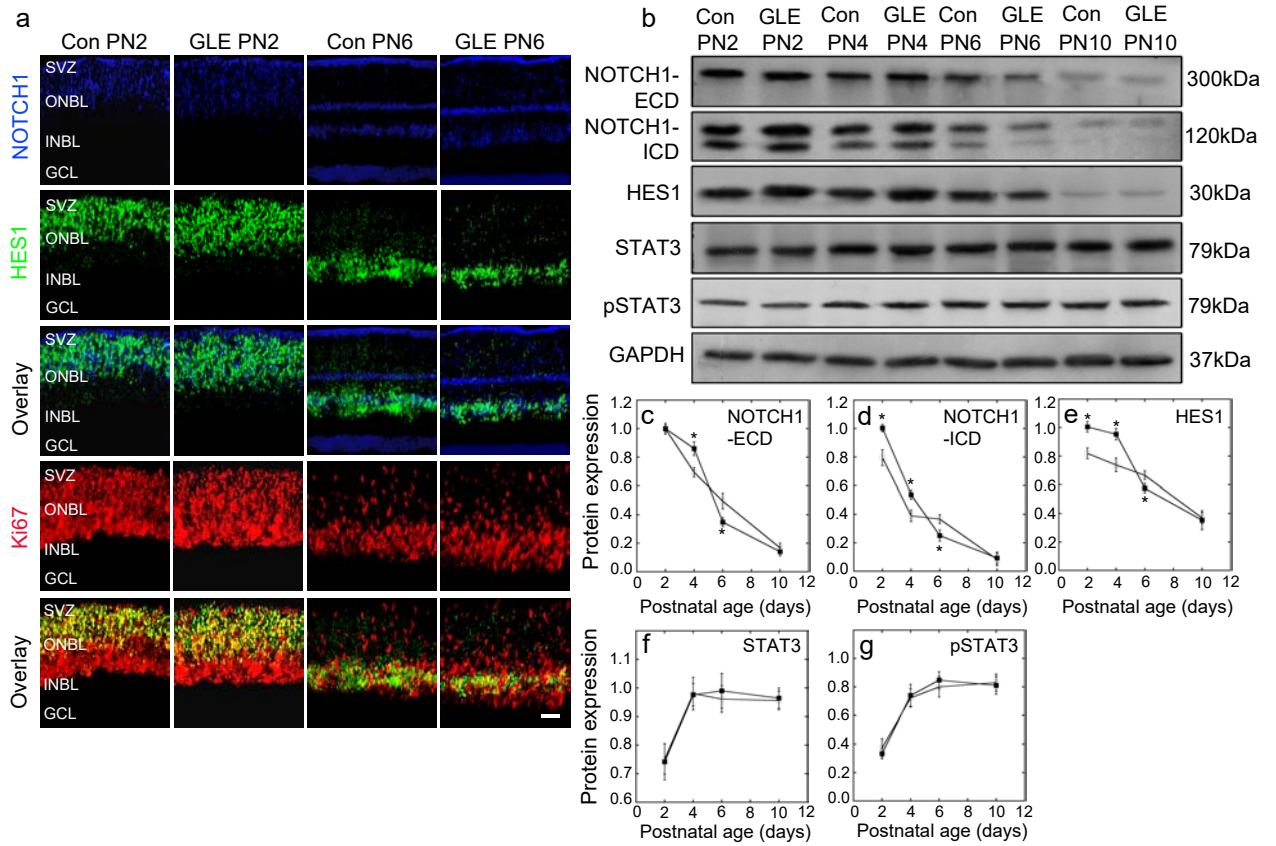 a
Con PN2 GLE PN2 Con PN6 GLE PN6
NOTCH1
SVZ
ONBL
INBL
GCL
HES1
SVZ
ONBL
INBL
GCL
Overlay
SVZ
ONBL
INBL
GCL
Ki67
SVZ
ONBL
INBL
GCL
Overlay
SVZ
ONBL
INBL
GCL
b
Con GLE Con GLE Con GLE Con GLE
PN2 PN2 PN4 PN4 PN6 PN6 PN10 PN10
NOTCH1-
ECD
300kDa
NOTCH1-
ICD
120kDa
HES1 30kDa
STAT3 79kDa
pSTAT3 79kDa
GAPDH 37kDa
c
NOTCH1
-ECD
Protein expression
1.2
1.0
0.8
0.6
0.4
0.2
0.0
* *
0 2 4 6 8 10 12
Postnatal age (days)
d
NOTCH1
-ICD
1.2
1.0
0.8
0.6
0.4
0.2
0.0
* * *
0 2 4 6 8 10 12
Postnatal age (days)
e
HES1
1.2
1.0
0.8
0.6
0.4
0.2
0.0
* * *
0 2 4 6 8 10 12
Postnatal age (days)
f
STAT3
Protein expression
1.1
1.0
0.9
0.8
0.7
0.6
0 2 4 6 8 10 12
Postnatal age (days)
g
pSTAT3
1.0
0.8
0.6
0.4
0.2
0.0
0 2 4 6 8 10 12
Postnatal age (days)